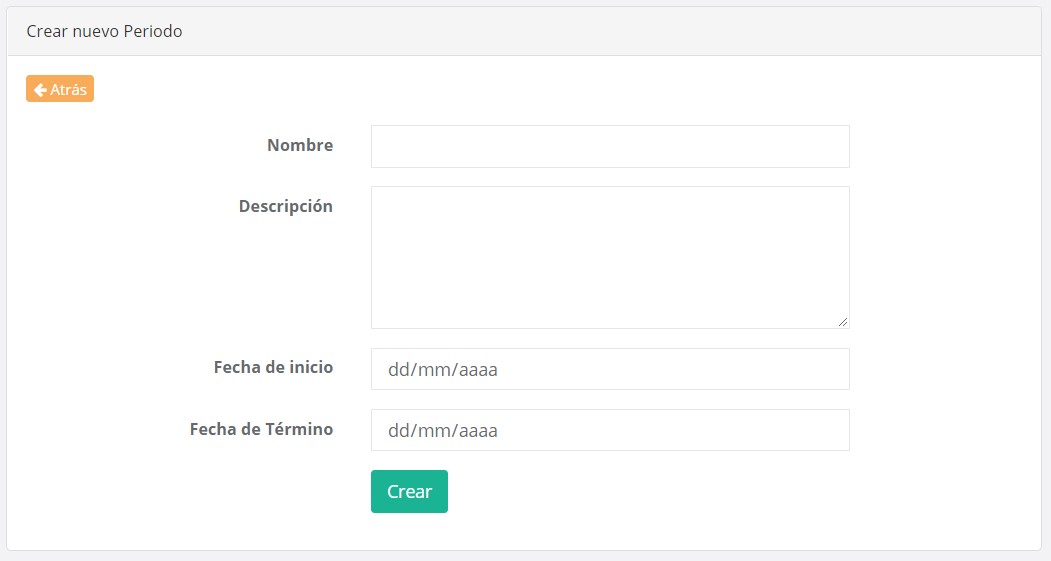 Crear nuevo Periodo
Atrás
Nombre
Descripción
Fecha de inicio
dd/mm/aaaa
Fecha de Término
dd/mm/aaaa
Crear